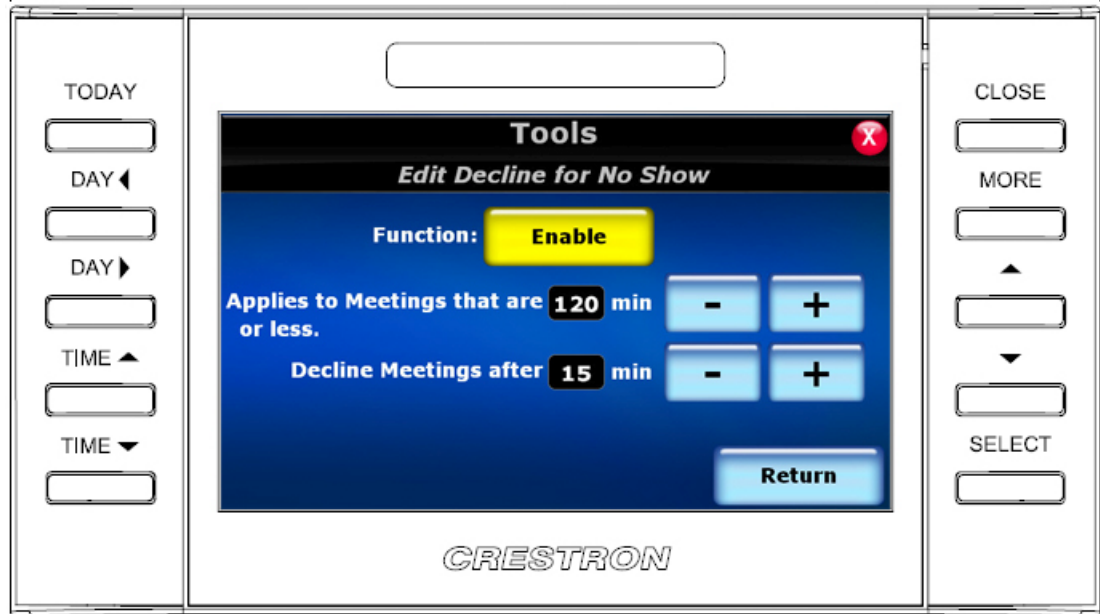 TODAY
DAY
DAY
TIME
TIME
Tools
X
Edit Decline for No Show
Function: Enable
Applies to Meetings that are 120 min - +
or less.
Decline Meetings after 15 min - +
Return
CRESTRON
CLOSE
MORE
SELECT